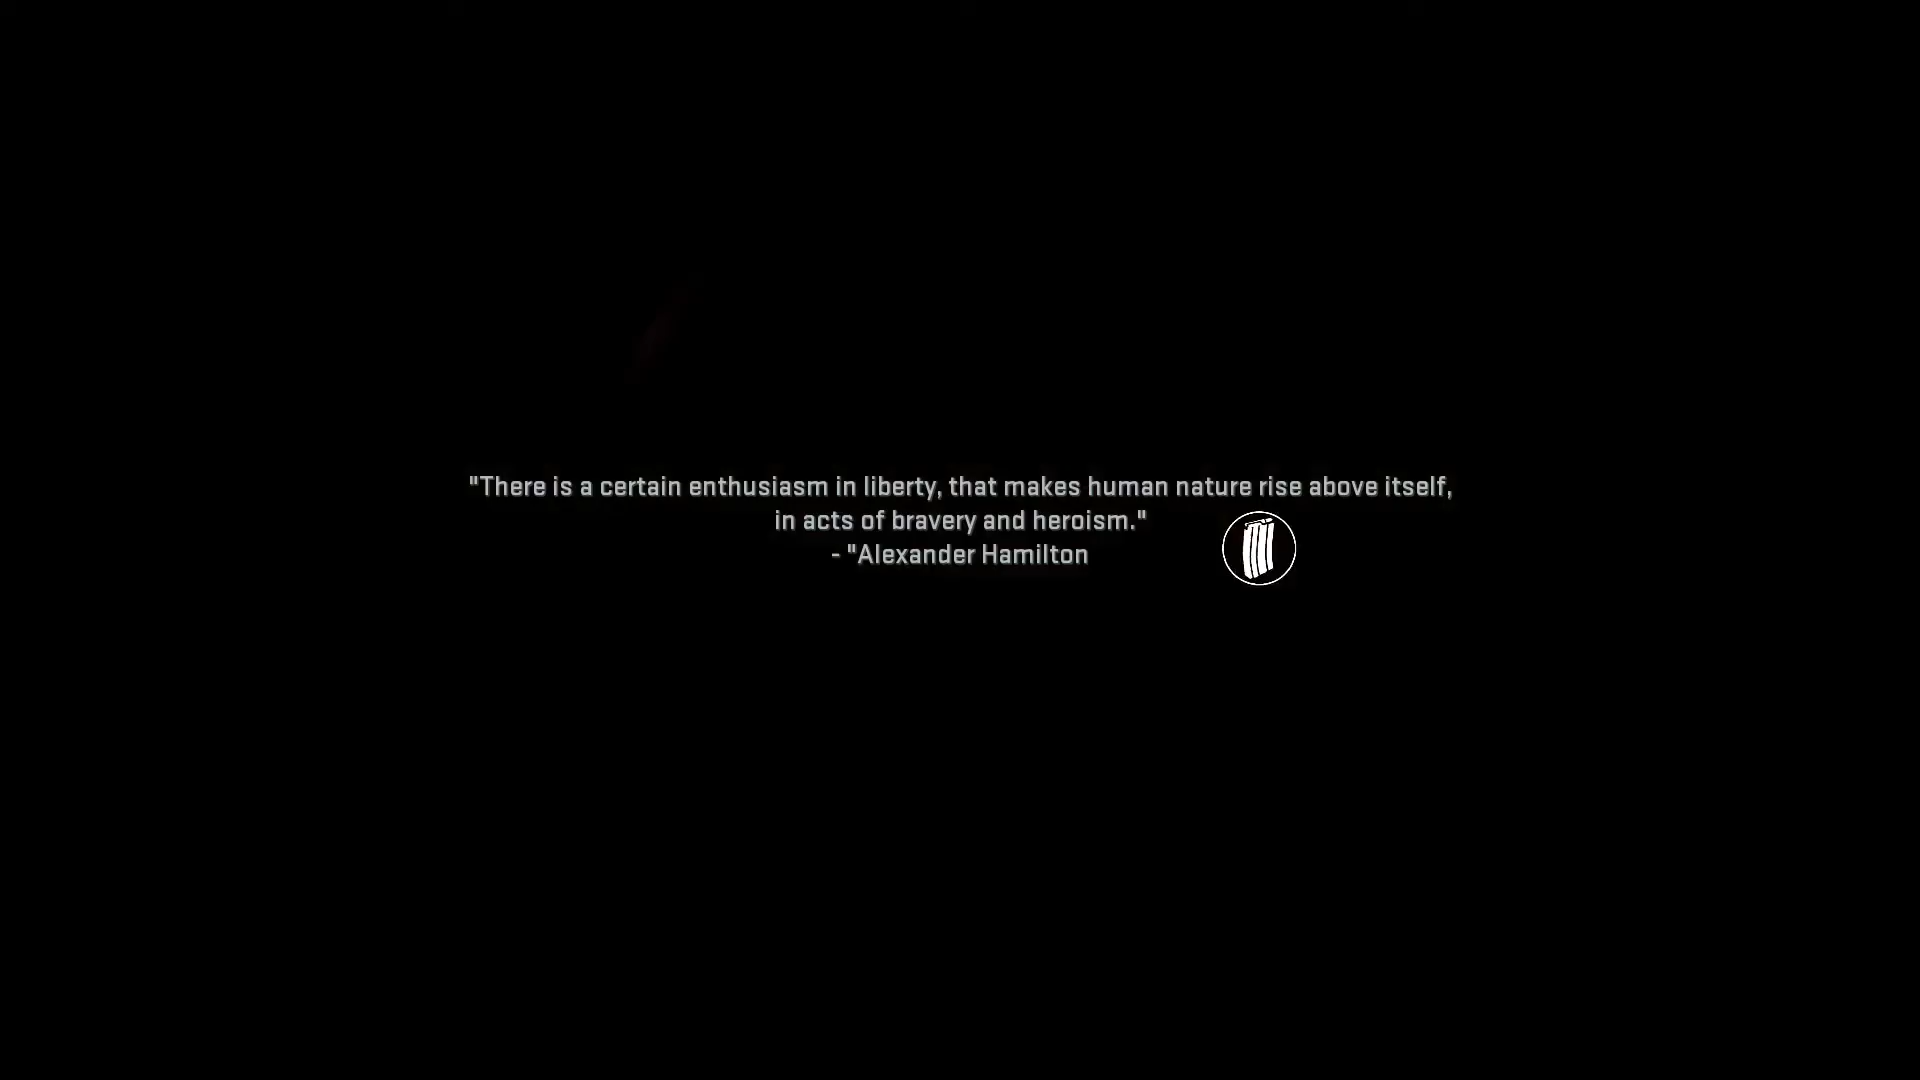 "There is a certain enthusiasm in liberty, that makes human nature rise above itself,
in acts of bravery and heroism."
- "Alexander Hamilton